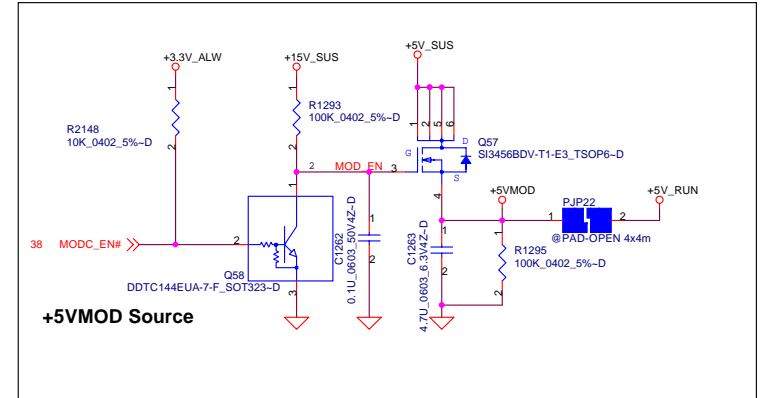 +5V_SUS
+3.3V_ALW
+15V_SUS
1
1
R2148
10K_0402_5%~D
R1293
100K_0402_5%~D
1
2
5
6
D
Q57
SI3456BDV-T1-E3_TSOP6~D
2
2
2
MOD_EN
3
G
S
1
4
+5VMOD
PJP22
+5V_RUN
1
2
@PAD-OPEN 4x4m
38
MODC_EN#
2
1
2
C1262
0.1U_0603_50V4Z~D
1
2
C1263
4.7U_0603_6.3V4Z~D
1
2
R1295
100K_0402_5%~D
Q58
DDTC144EUA-7-F_SOT323~D
3
+5VMOD Source